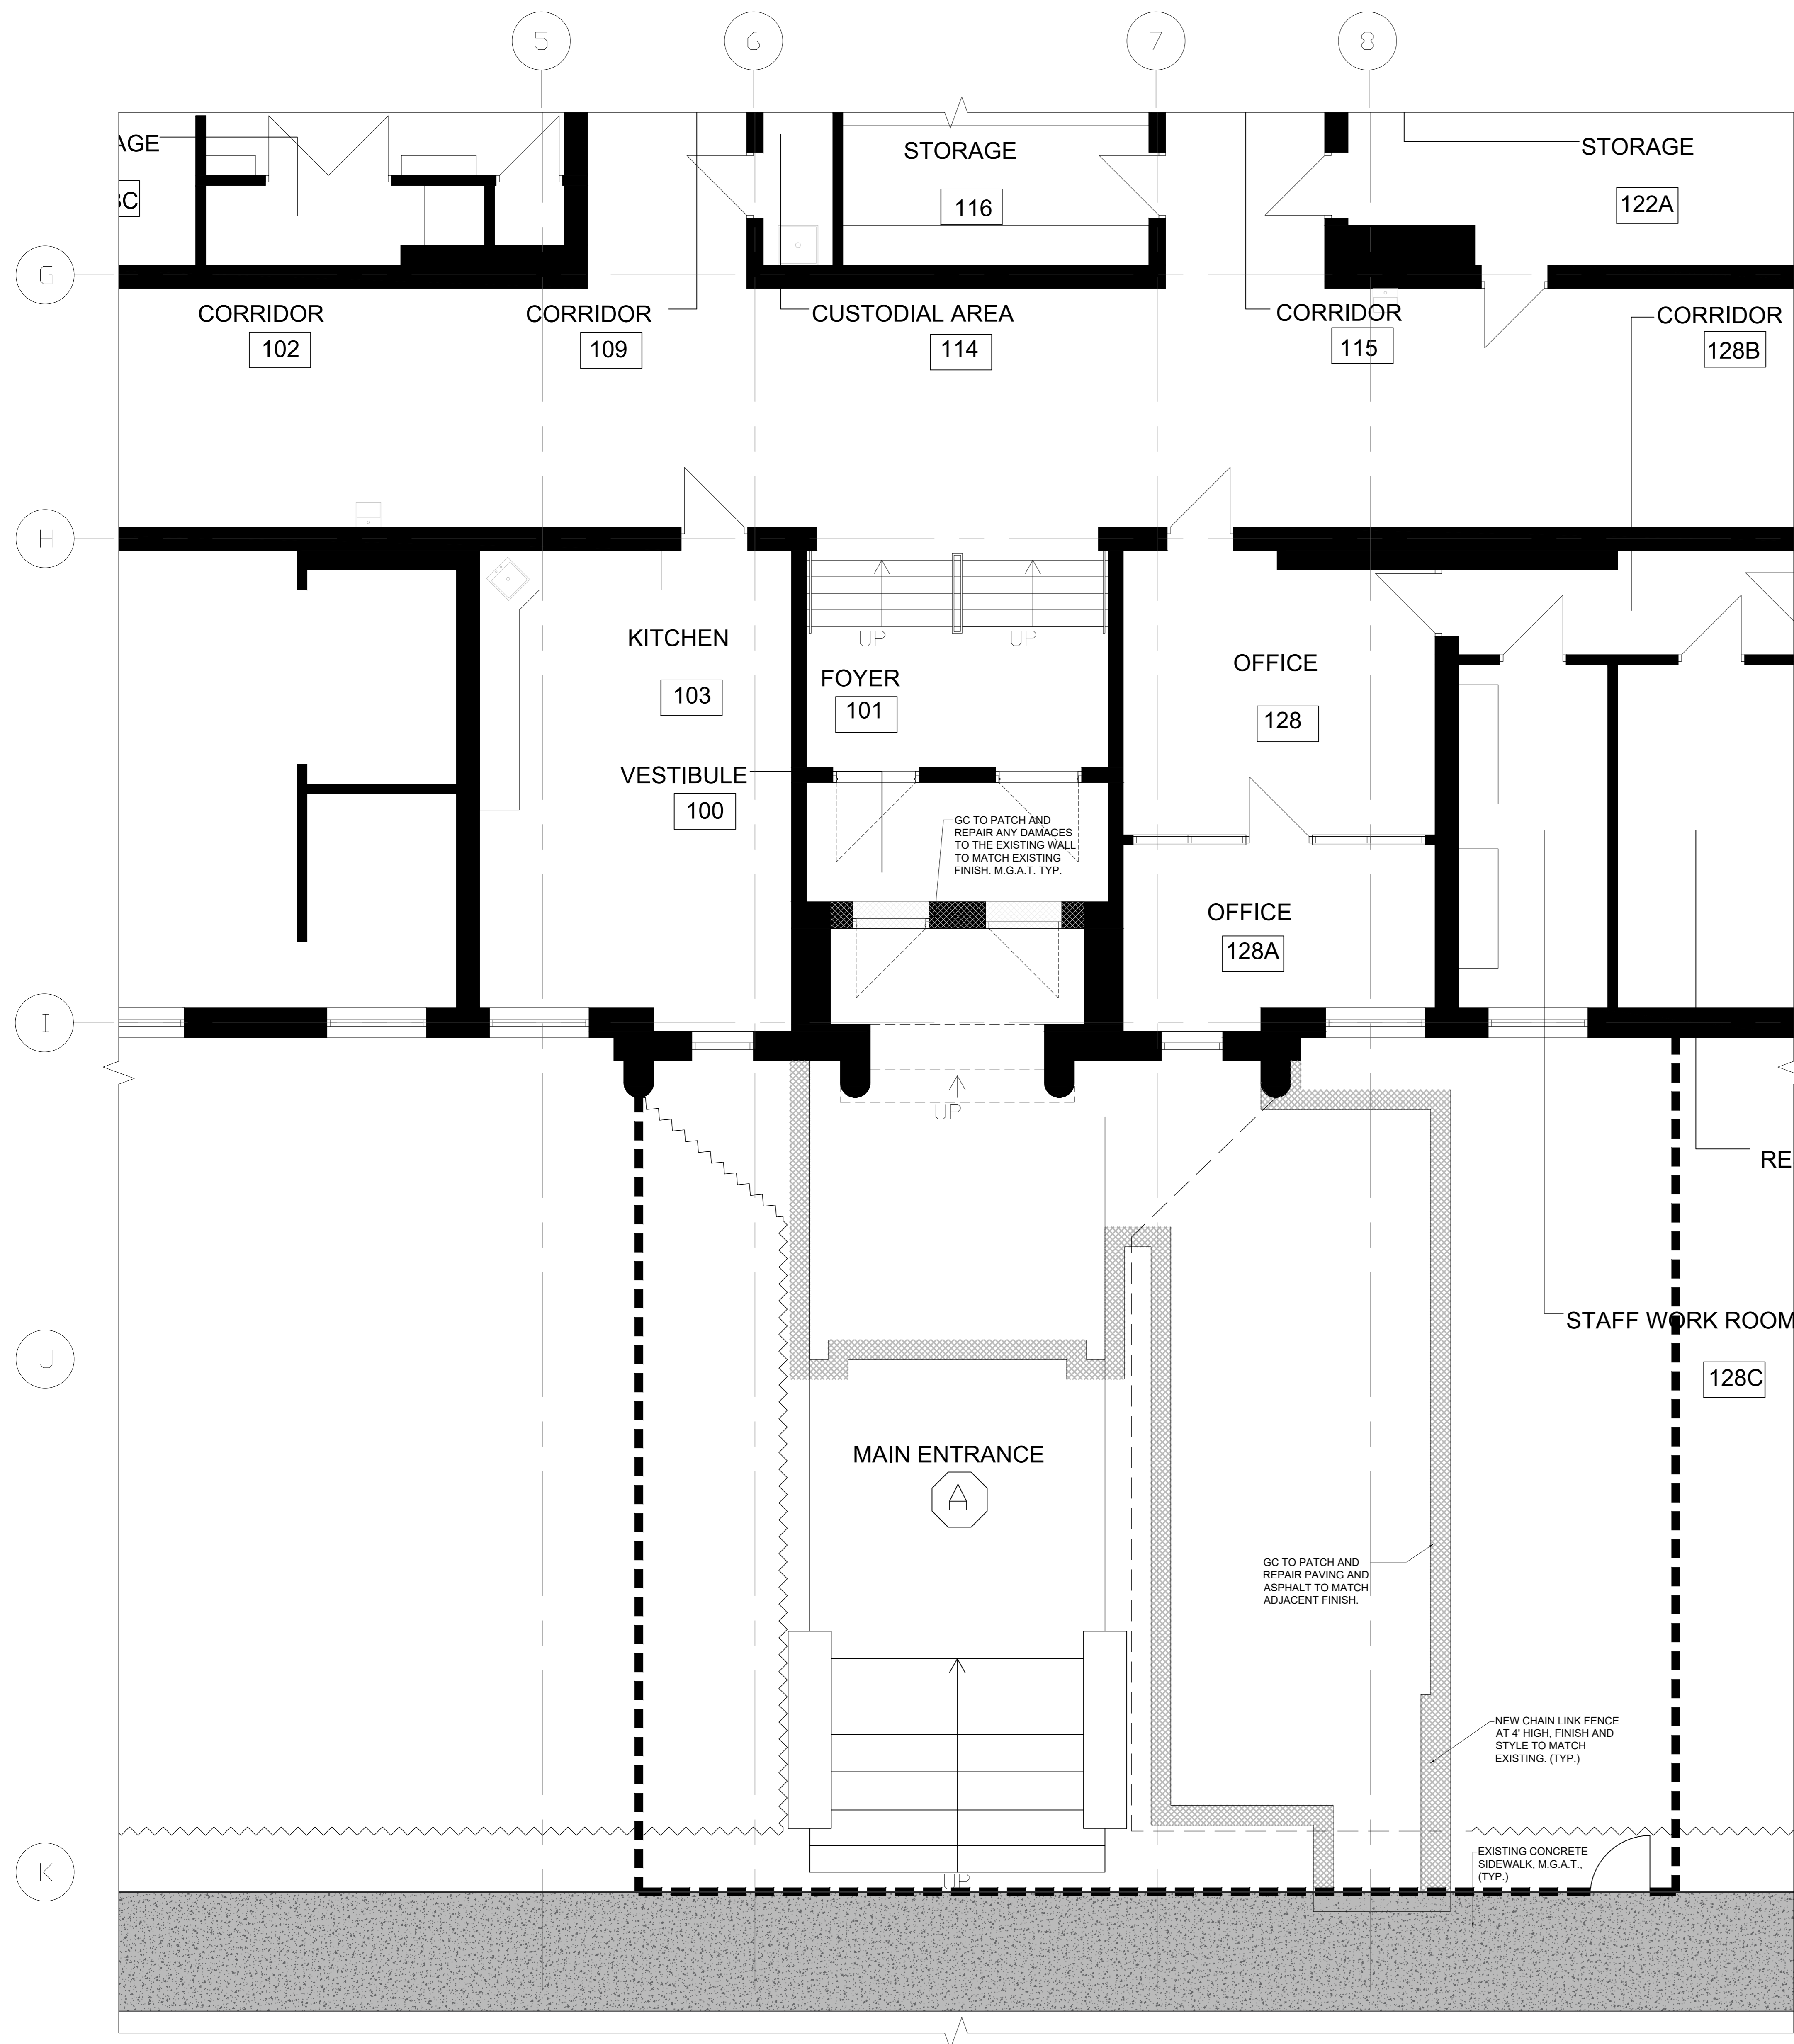 5
6
7
8
AGE
3C
STORAGE
116
STORAGE
122A
G
CORRIDOR
102
CORRIDOR
109
CUSTODIAL AREA
114
CORRIDOR
115
CORRIDOR
128B
H
UP
UP
KITCHEN
103
FOYER
101
OFFICE
128
VESTIBULE
100
GC TO PATCH AND
REPAIR ANY DAMAGES
TO THE EXISTING WALL
TO MATCH EXISTING
FINISH. M.G.A.T. TYP.
OFFICE
128A
I
UP
RE
STAFF WORK ROOM
128C
J
MAIN ENTRANCE
A
GC TO PATCH AND
REPAIR PAVING AND
ASPHALT TO MATCH
ADJACENT FINISH.
NEW CHAIN LINK FENCE
AT 4' HIGH, FINISH AND
STYLE TO MATCH
EXISTING. (TYP.)
EXISTING CONCRETE
SIDEWALK, M.G.A.T.,
(TYP.)
K
UP